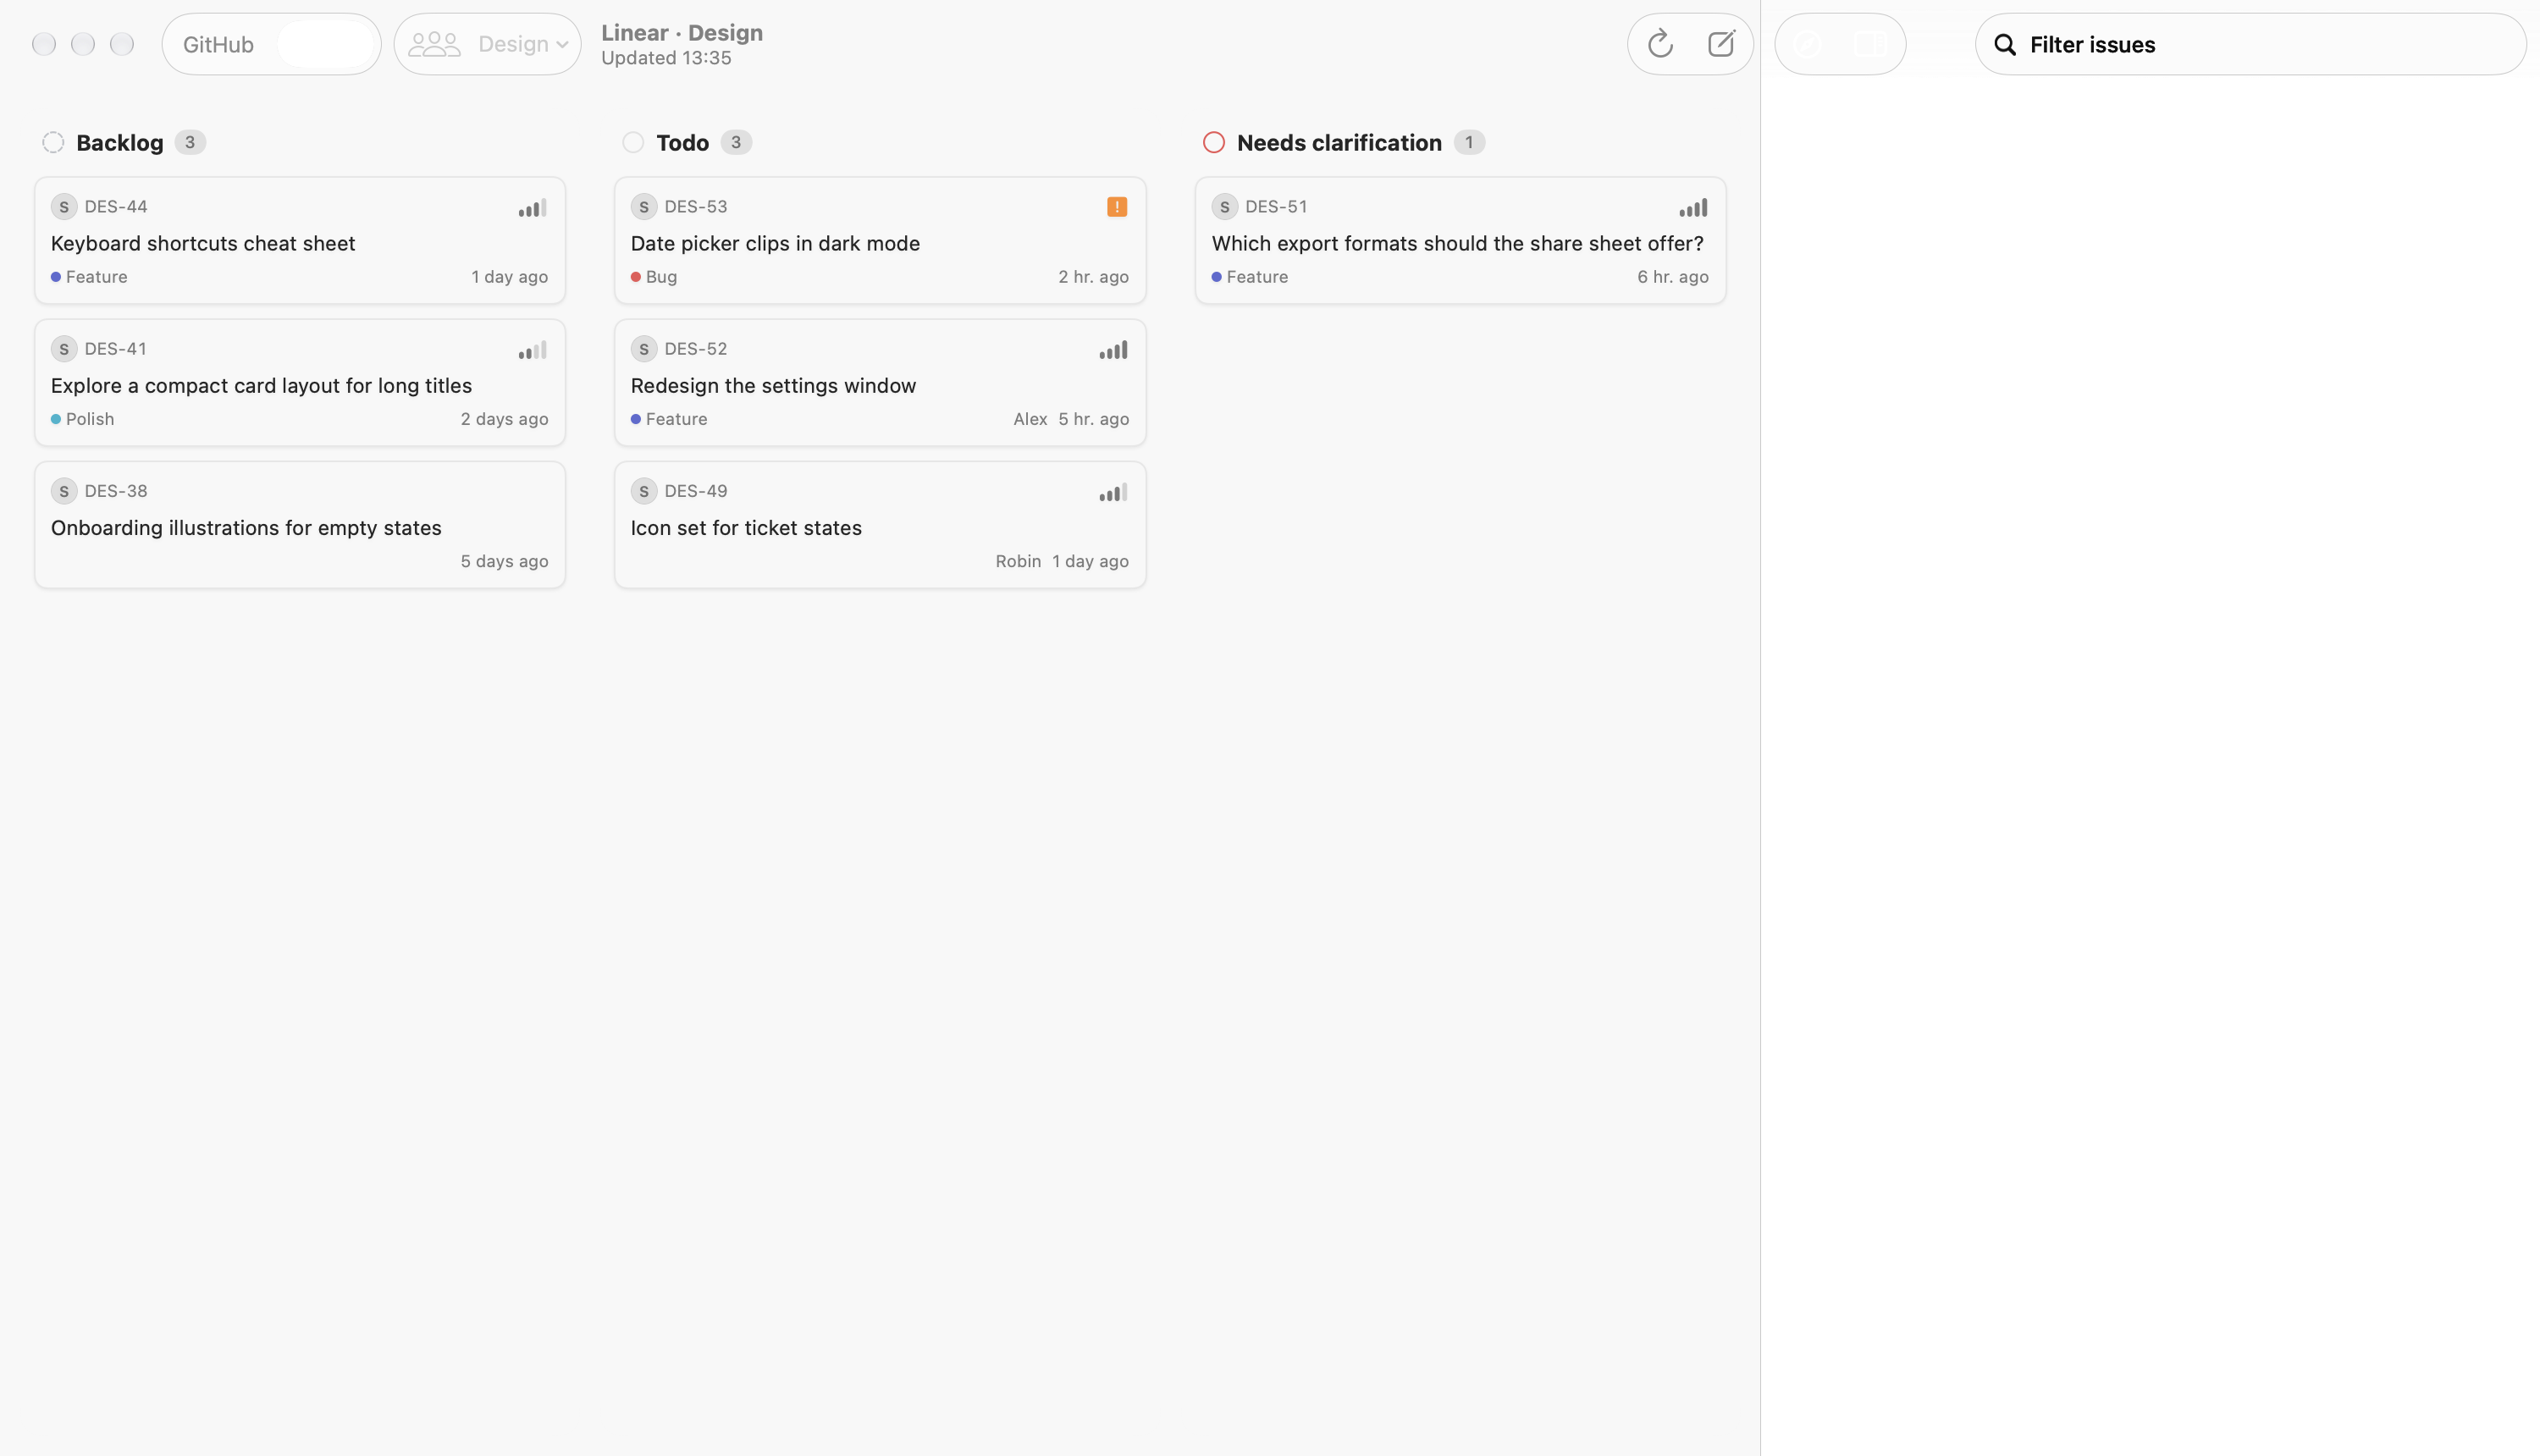 GitHub
Design
Linear · Design
Updated 13:35
Filter issues
Backlog 3
S DES-44
Keyboard shortcuts cheat sheet
Feature 1 day ago
S DES-41
Explore a compact card layout for long titles
Polish 2 days ago
S DES-38
Onboarding illustrations for empty states
5 days ago
Todo 3
S DES-53 !
Date picker clips in dark mode
Bug 2 hr. ago
S DES-52
Redesign the settings window
Feature Alex 5 hr. ago
S DES-49
Icon set for ticket states
Robin 1 day ago
Needs clarification 1
S DES-51
Which export formats should the share sheet offer?
Feature 6 hr. ago